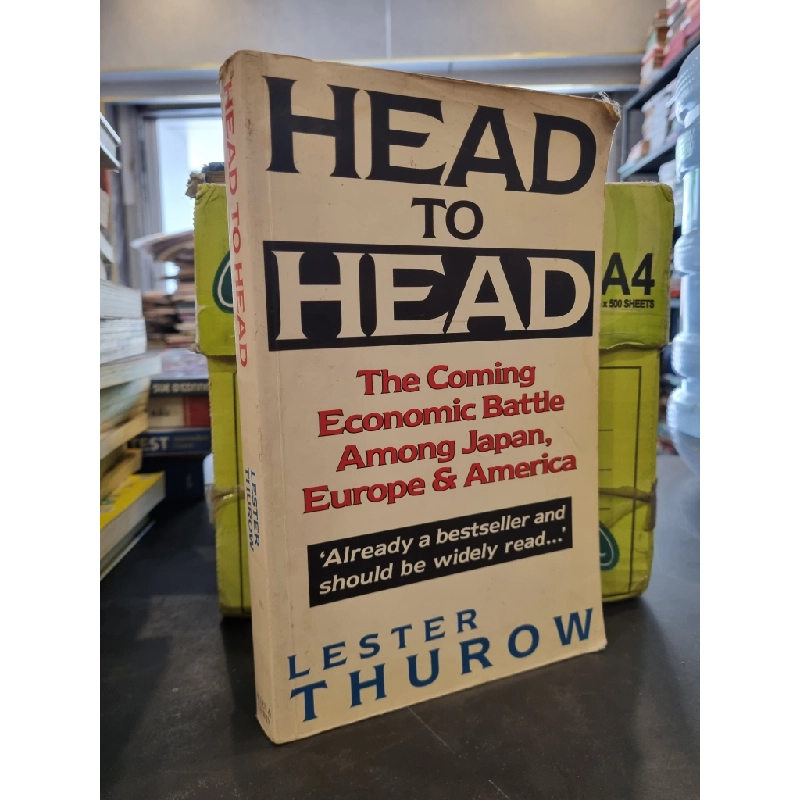 HEAD
TO
HEAD
The Coming
Economic Battle
Among Japan,
Europe & America
'Already a bestseller and
should be widely read...'
LESTER
THUROW
HEAD TO HEAD
LESTER
THUROW
A4
x 500 SHEETS